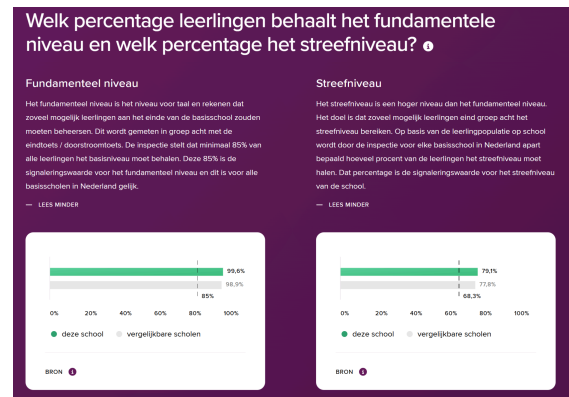 Welk percentage leerlingen behaalt het fundamentele
niveau en welk percentage het streefniveau? i
Fundamenteel niveau
Het fundamenteel niveau is het niveau voor taal en rekenen dat
zoveel mogelijk leerlingen aan het einde van de basisschool zouden
moeten beheersen. Dit wordt gemeten in groep acht met de
eindtoets / doorstroomtoets. De inspectie stelt dat minimaal 85% van
alle leerlingen het basisniveau moet behalen. Deze 85% is de
signaleringswaarde voor het fundamenteel niveau en dit is voor alle
basisscholen in Nederland gelijk.
— LEES MINDER
99,6%
98,9%
85%
0% 20% 40% 60% 80% 100%
deze school vergelijkbare scholen
BRON i
Streefniveau
Het streefniveau is een hoger niveau dan het fundamenteel niveau.
Het doel is dat zoveel mogelijk leerlingen eind groep acht het
streefniveau bereiken. Op basis van de leerlingpopulatie op school
wordt door de inspectie voor elke basisschool in Nederland apart
bepaald hoeveel procent van de leerlingen het streefniveau moet
halen. Dat percentage is de signaleringswaarde voor het streefniveau
van de school.
— LEES MINDER
79,1%
77,8%
68,3%
0% 20% 40% 60% 80% 100%
deze school vergelijkbare scholen
BRON i